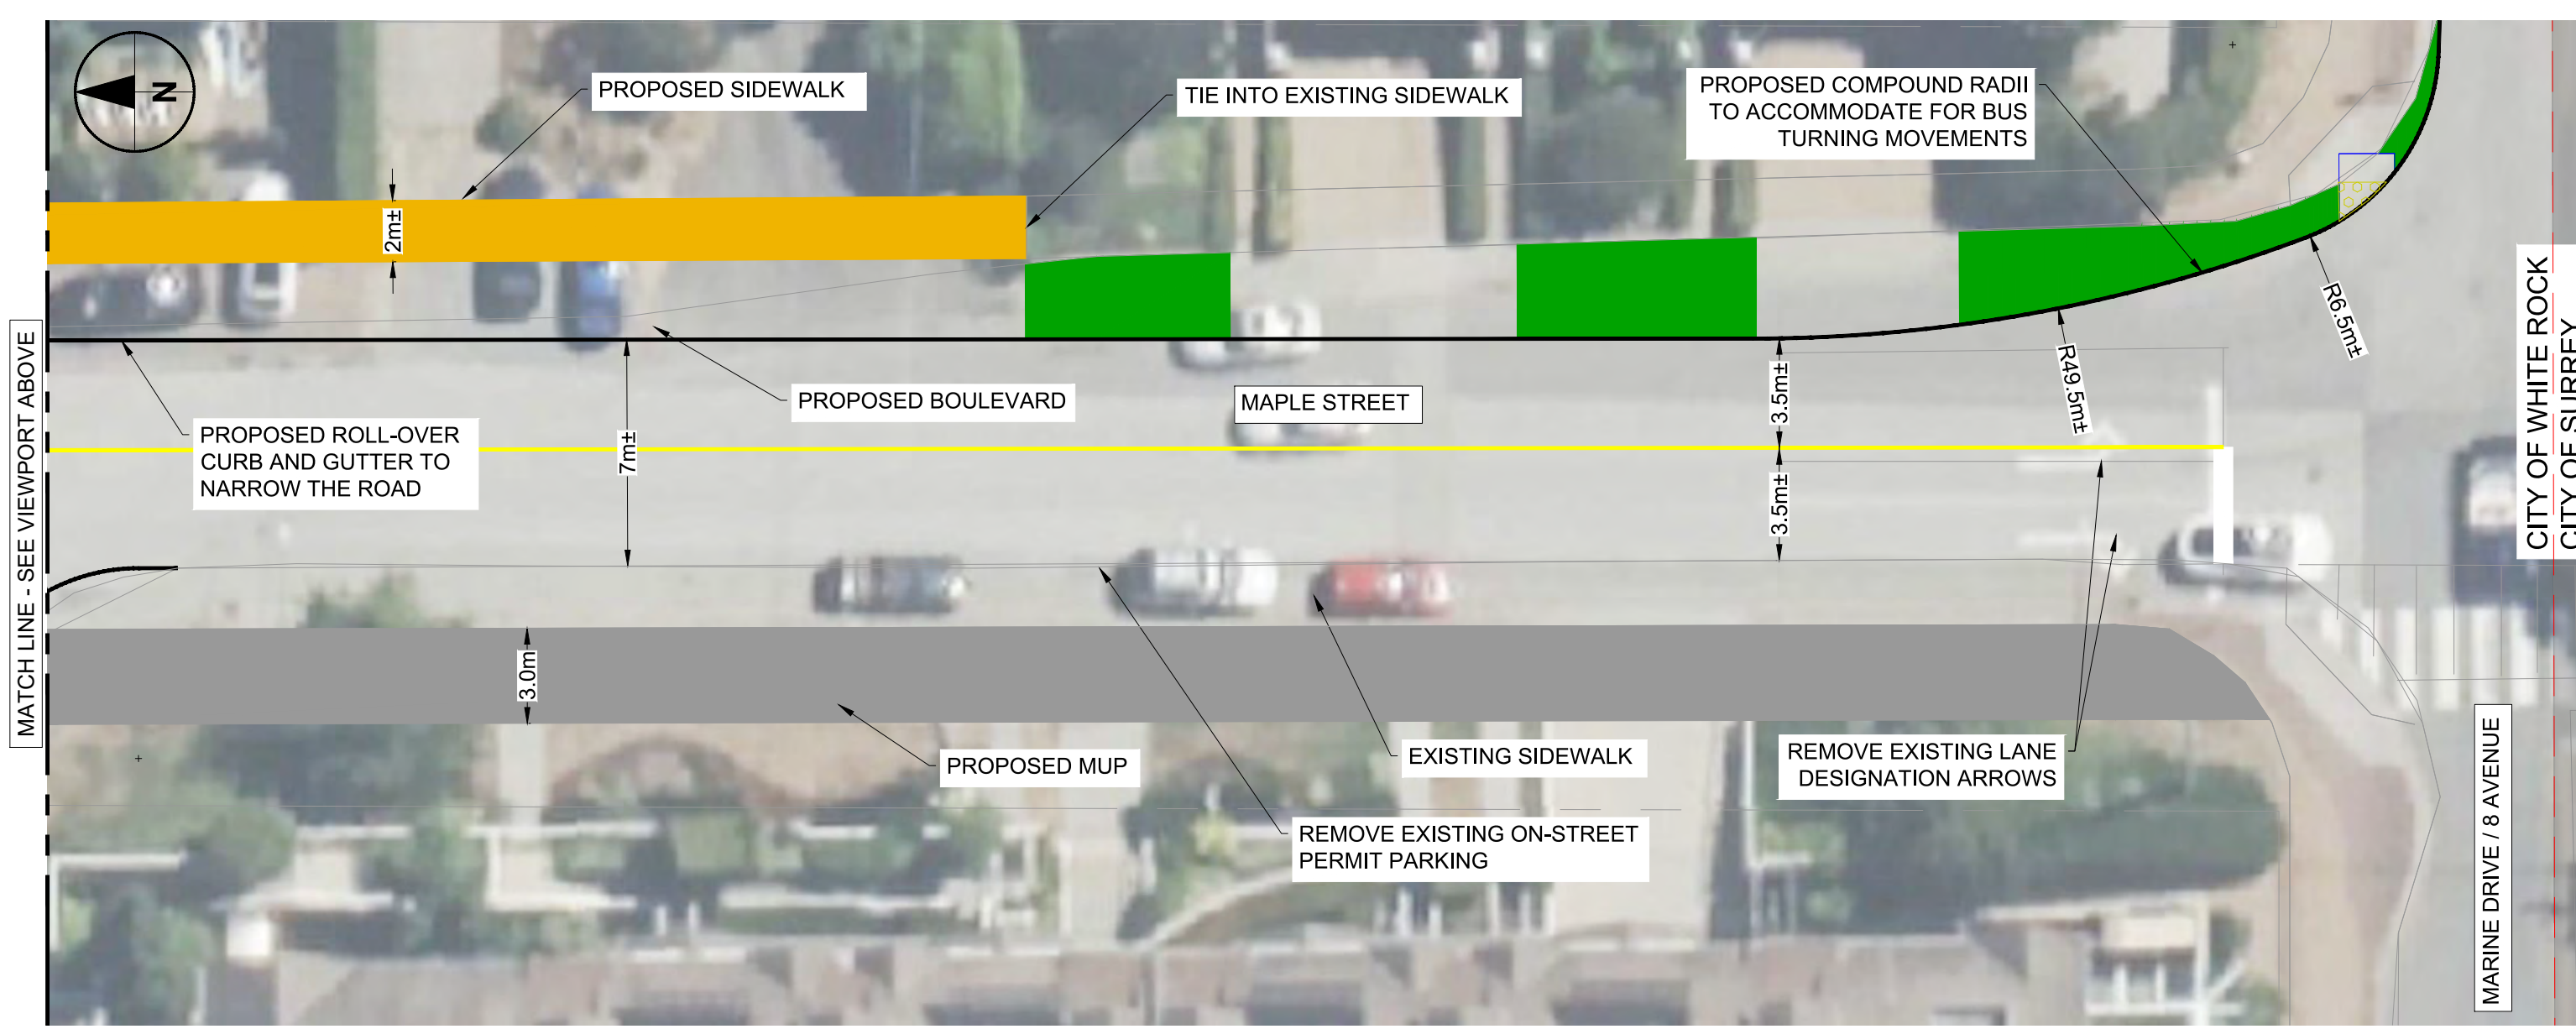 N
PROPOSED SIDEWALK
TIE INTO EXISTING SIDEWALK
PROPOSED COMPOUND RADII
TO ACCOMMODATE FOR BUS
TURNING MOVEMENTS
2m±
R6.5m±
CITY OF WHITE ROCK
CITY OF SURREY
MATCH LINE - SEE VIEWPORT ABOVE
PROPOSED BOULEVARD
MAPLE STREET
3.5m±
R49.5m±
PROPOSED ROLL-OVER
CURB AND GUTTER TO
NARROW THE ROAD
7m±
3.5m±
3.0m
PROPOSED MUP
EXISTING SIDEWALK
REMOVE EXISTING LANE
DESIGNATION ARROWS
REMOVE EXISTING ON-STREET
PERMIT PARKING
MARINE DRIVE / 8 AVENUE